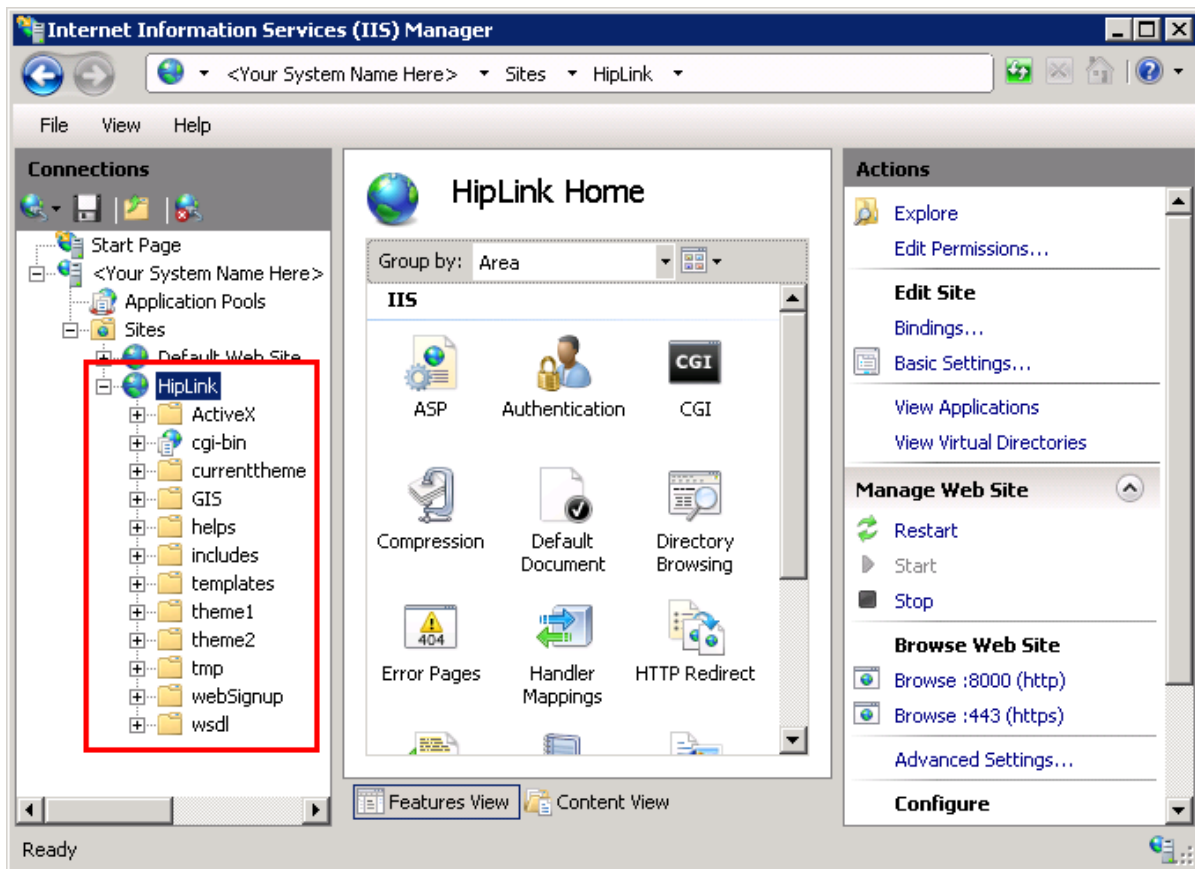 Internet Information Services (IIS) Manager
<Your System Name Here> Sites HipLink
File View Help
Connections
Start Page
<Your System Name Here>
Application Pools
Sites
Default Web Site
HipLink
ActiveX
cgi-bin
currenttheme
GIS
helps
includes
templates
theme1
theme2
tmp
webSignup
wsdl
HipLink Home
Group by: Area
IIS
ASP
Authentication
CGI
CGI
Compression
Default
Document
Directory
Browsing
404
Error Pages
Handler
Mappings
HTTP Redirect
Features View
Content View
Actions
Explore
Edit Permissions...
Edit Site
Bindings...
Basic Settings...
View Applications
View Virtual Directories
Manage Web Site
Restart
Start
Stop
Browse Web Site
Browse :8000 (http)
Browse :443 (https)
Advanced Settings...
Configure
Ready